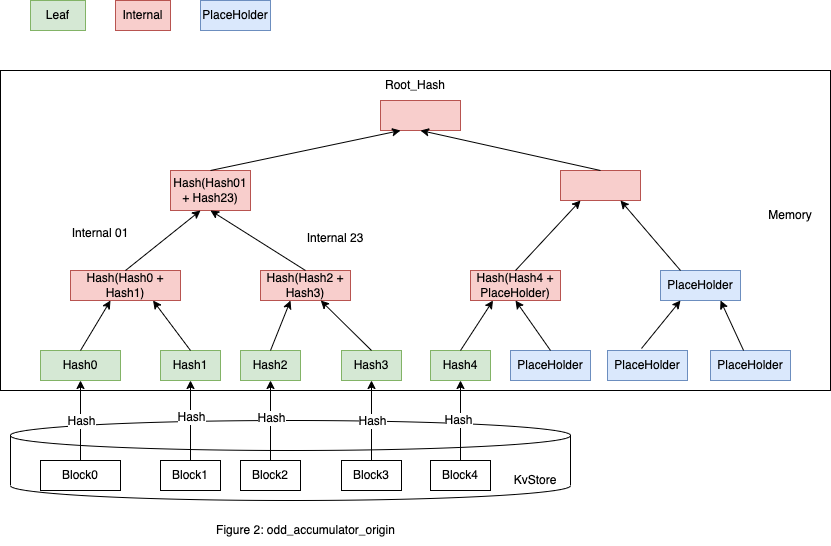 Leaf
Internal
PlaceHolder
Root_Hash
Hash(Hash01
+ Hash23)
Memory
Internal 01
Internal 23
Hash(Hash0 +
Hash1)
Hash(Hash2 +
Hash3)
Hash(Hash4 +
PlaceHolder)
PlaceHolder
Hash0
Hash1
Hash2
Hash3
Hash4
PlaceHolder
PlaceHolder
PlaceHolder
Hash
Hash
Hash
Hash
Hash
Block0
Block1
Block2
Block3
Block4
KvStore
Figure 2: odd_accumulator_origin